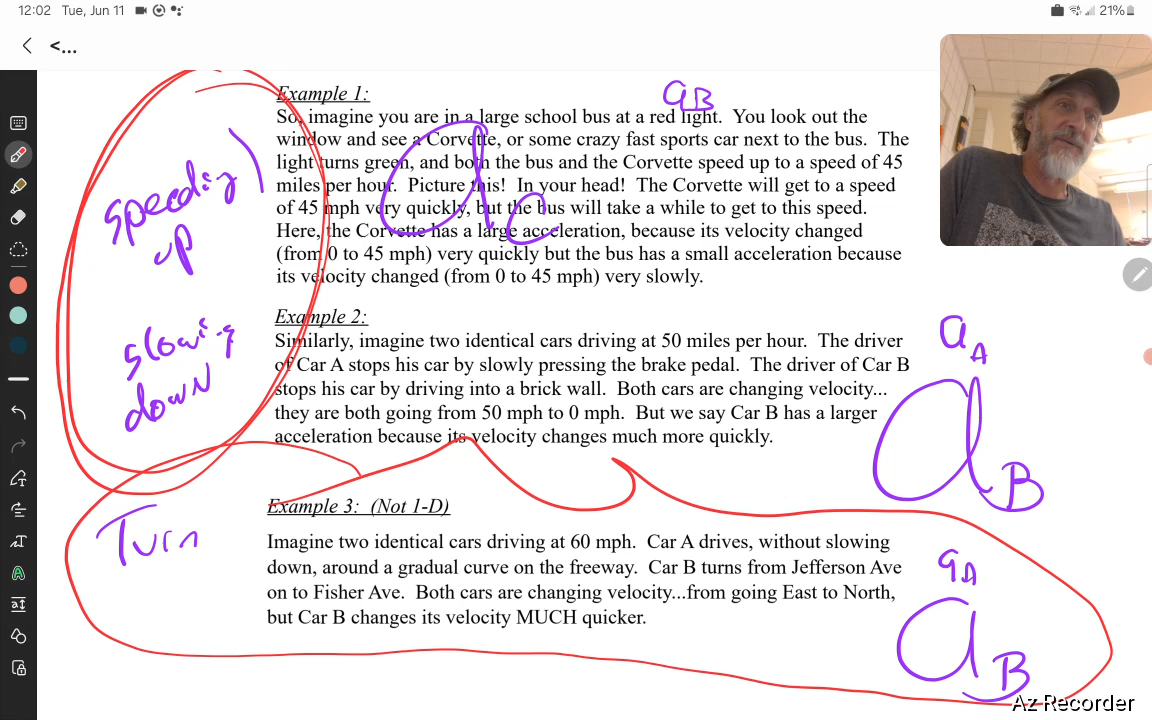 12:02 Tue, Jun 11
21%
<...
Example 1:
aB
So, imagine you are in a large school bus at a red light. You look out the
window and see a Corvette, or some crazy fast sports car next to the bus. The
light turns green, and both the bus and the Corvette speed up to a speed of 45
miles per hour. Picture this! In your head! The Corvette will get to a speed
of 45 mph very quickly, but the bus will take a while to get to this speed.
Here, the Corvette has a large acceleration, because its velocity changed
(from 0 to 45 mph) very quickly but the bus has a small acceleration because
its velocity changed (from 0 to 45 mph) very slowly.
ac
speeding
up
Example 2:
Similarly, imagine two identical cars driving at 50 miles per hour. The driver
of Car A stops his car by slowly pressing the brake pedal. The driver of Car B
stops his car by driving into a brick wall. Both cars are changing velocity...
they are both going from 50 mph to 0 mph. But we say Car B has a larger
acceleration because its velocity changes much more quickly.
slowing
down
aA
aB
Example 3: (Not 1-D)
Turn
Imagine two identical cars driving at 60 mph. Car A drives, without slowing
down, around a gradual curve on the freeway. Car B turns from Jefferson Ave
on to Fisher Ave. Both cars are changing velocity...from going East to North,
but Car B changes its velocity MUCH quicker.
aA
aB
Az Recorder